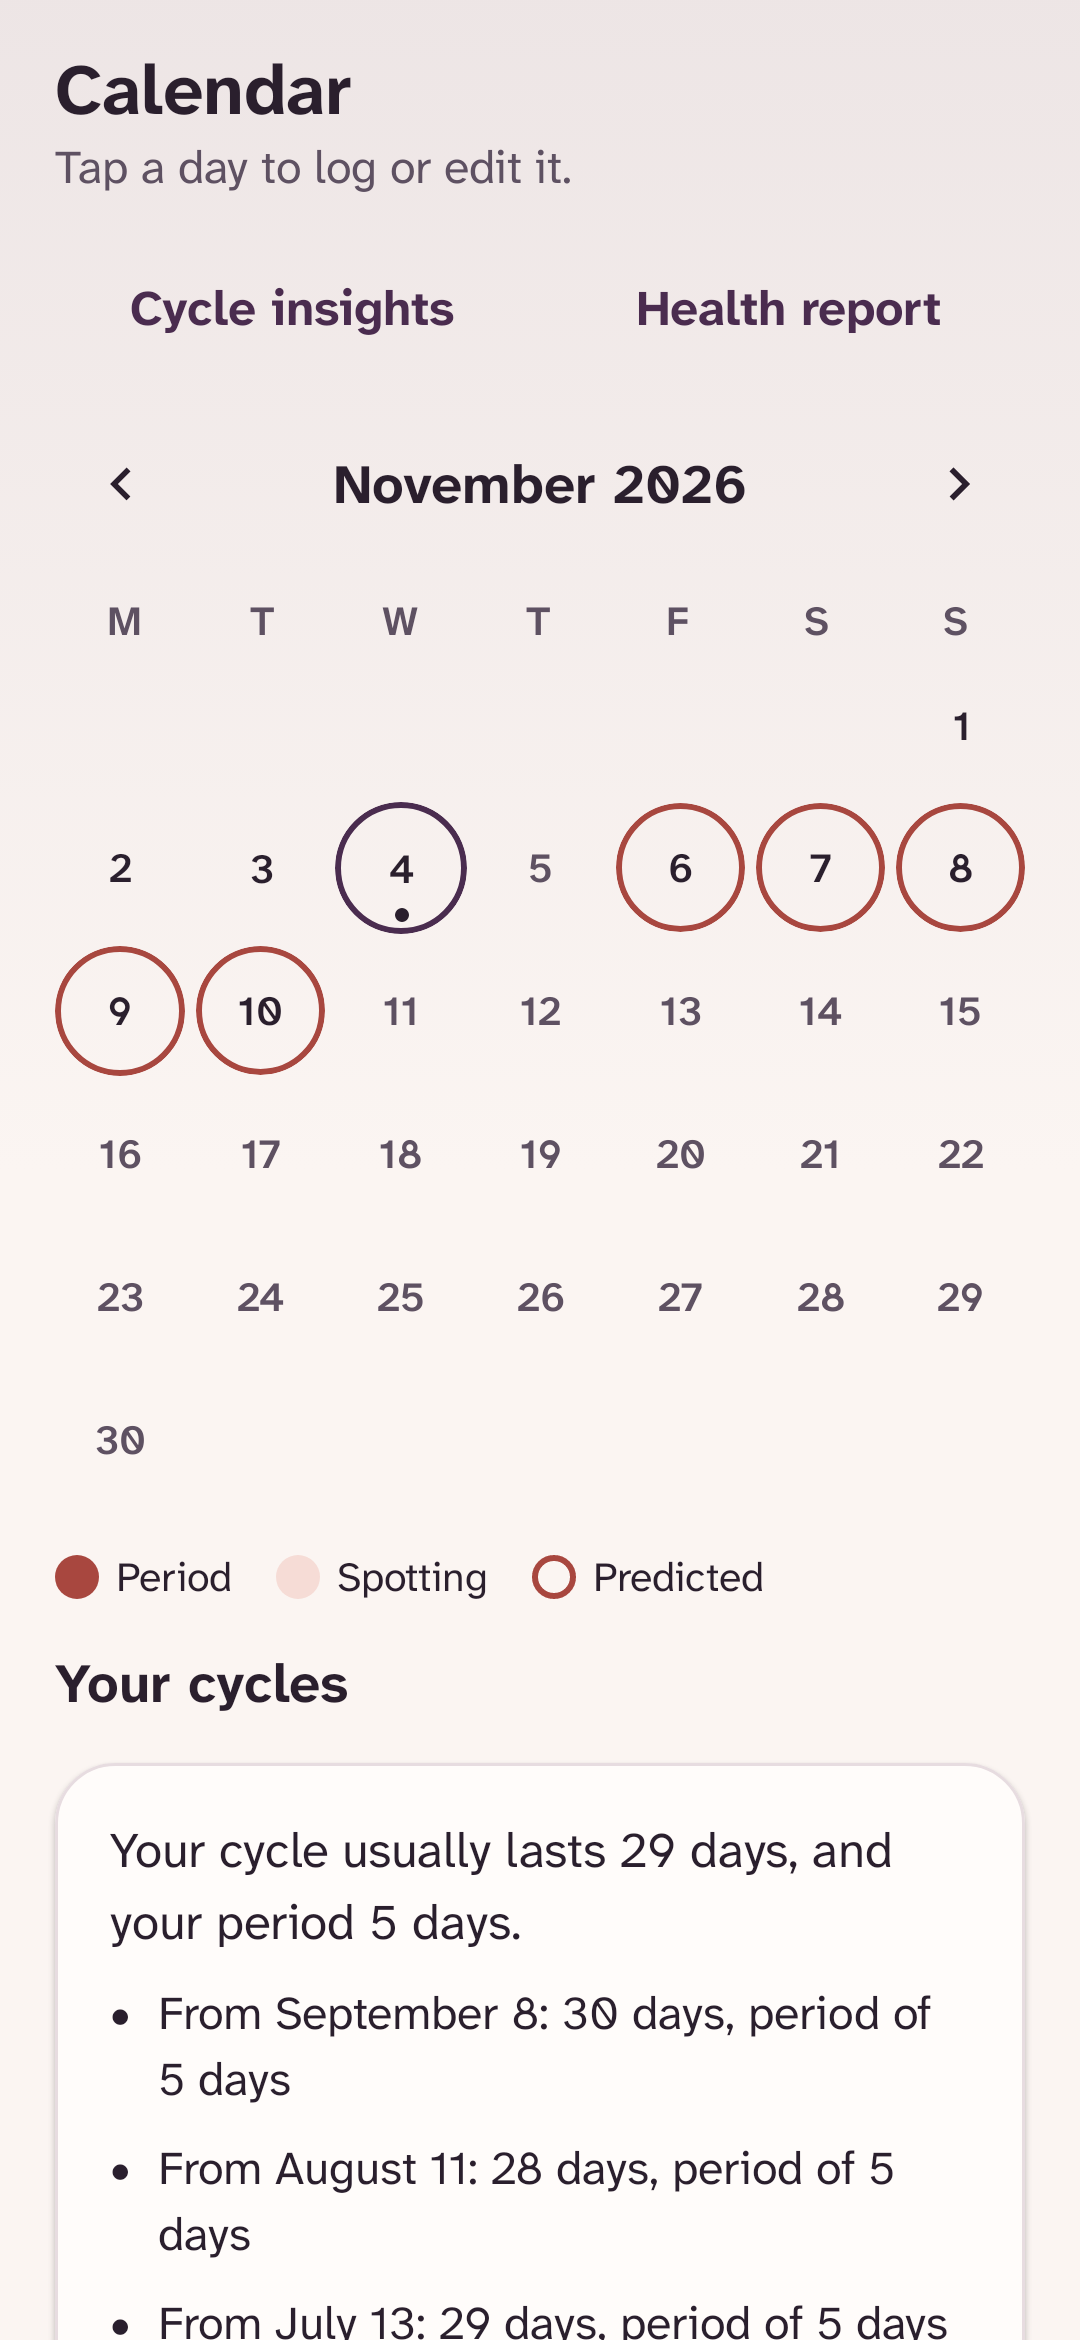 Calendar
Tap a day to log or edit it.
Cycle insights Health report
November 2026
M T W T F S S
1
2 3 4 5 6 7 8
9 10 11 12 13 14 15
16 17 18 19 20 21 22
23 24 25 26 27 28 29
30
Period Spotting Predicted
Your cycles
Your cycle usually lasts 29 days, and
your period 5 days.
• From September 8: 30 days, period of
5 days
• From August 11: 28 days, period of 5
days
• From July 13: 29 days, period of 5 days